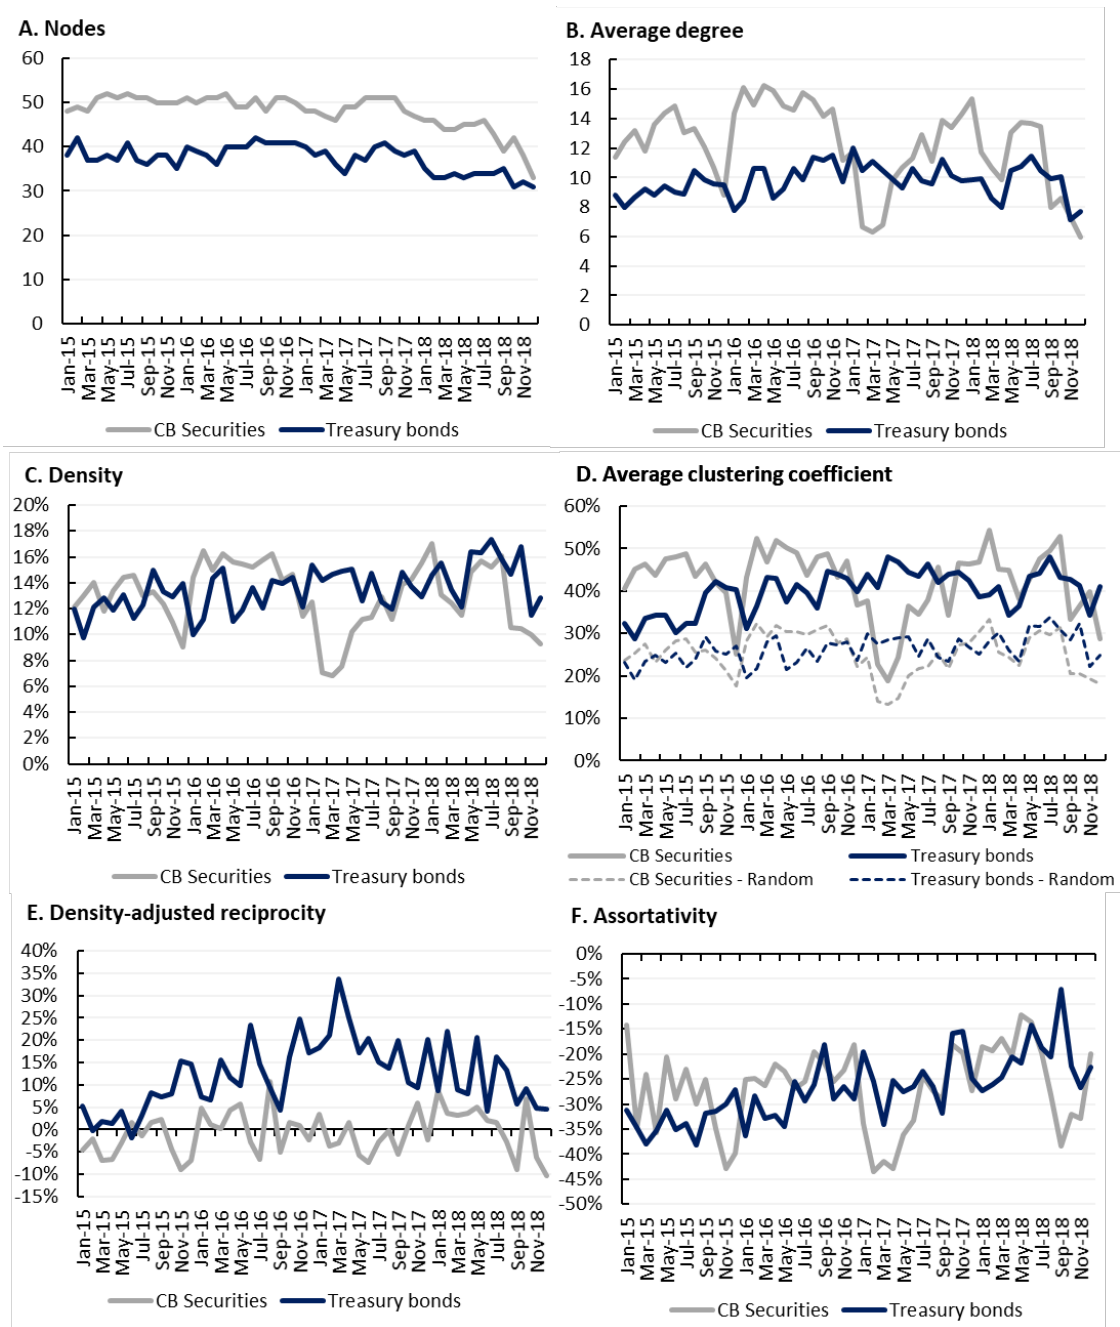 A. Nodes
60
50
40
30
20
10
0
Jan-15
Mar-15
May-15
Jul-15
Sep-15
Nov-15
Jan-16
Mar-16
May-16
Jul-16
Sep-16
Nov-16
Jan-17
Mar-17
May-17
Jul-17
Sep-17
Nov-17
Jan-18
Mar-18
May-18
Jul-18
Sep-18
Nov-18
CB Securities
Treasury bonds
B. Average degree
18
16
14
12
10
8
6
4
2
0
Jan-15
Mar-15
May-15
Jul-15
Sep-15
Nov-15
Jan-16
Mar-16
May-16
Jul-16
Sep-16
Nov-16
Jan-17
Mar-17
May-17
Jul-17
Sep-17
Nov-17
Jan-18
Mar-18
May-18
Jul-18
Sep-18
Nov-18
CB Securities
Treasury bonds
C. Density
20%
18%
16%
14%
12%
10%
8%
6%
4%
2%
0%
Jan-15
Mar-15
May-15
Jul-15
Sep-15
Nov-15
Jan-16
Mar-16
May-16
Jul-16
Sep-16
Nov-16
Jan-17
Mar-17
May-17
Jul-17
Sep-17
Nov-17
Jan-18
Mar-18
May-18
Jul-18
Sep-18
Nov-18
CB Securities
Treasury bonds
D. Average clustering coefficient
60%
50%
40%
30%
20%
10%
0%
Jan-15
Mar-15
May-15
Jul-15
Sep-15
Nov-15
Jan-16
Mar-16
May-16
Jul-16
Sep-16
Nov-16
Jan-17
Mar-17
May-17
Jul-17
Sep-17
Nov-17
Jan-18
Mar-18
May-18
Jul-18
Sep-18
Nov-18
CB Securities
Treasury bonds
CB Securities - Random
Treasury bonds - Random
E. Density-adjusted reciprocity
40%
35%
30%
25%
20%
15%
10%
5%
0%
-5%
-10%
-15%
Jan-15
Mar-15
May-15
Jul-15
Sep-15
Nov-15
Jan-16
Mar-16
May-16
Jul-16
Sep-16
Nov-16
Jan-17
Mar-17
May-17
Jul-17
Sep-17
Nov-17
Jan-18
Mar-18
May-18
Jul-18
Sep-18
Nov-18
CB Securities
Treasury bonds
F. Assortativity
0%
-5%
-10%
-15%
-20%
-25%
-30%
-35%
-40%
-45%
-50%
Jan-15
Mar-15
May-15
Jul-15
Sep-15
Nov-15
Jan-16
Mar-16
May-16
Jul-16
Sep-16
Nov-16
Jan-17
Mar-17
May-17
Jul-17
Sep-17
Nov-17
Jan-18
Mar-18
May-18
Jul-18
Sep-18
Nov-18
CB Securities
Treasury bonds